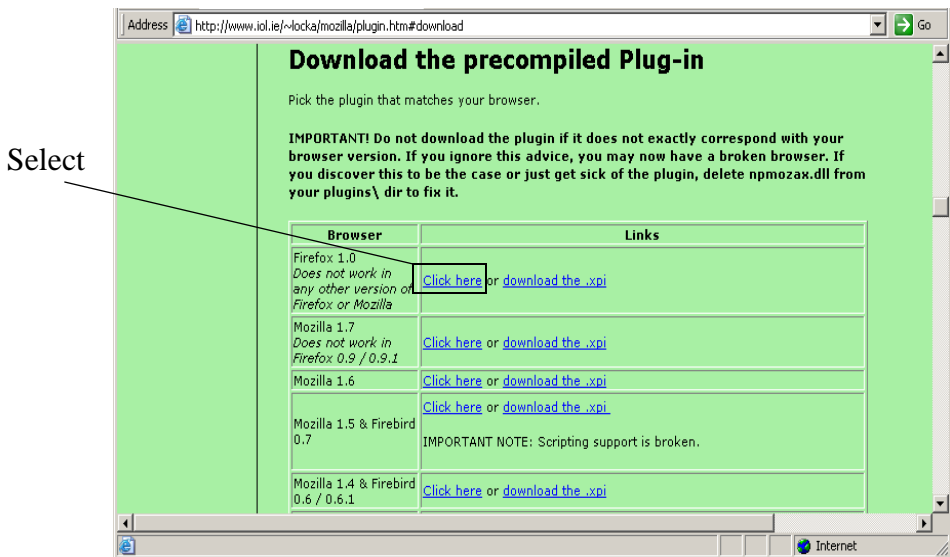 Address http://www.iol.ie/~locka/mozilla/plugin.htm#download Go
Download the precompiled Plug-in
Pick the plugin that matches your browser.
IMPORTANT! Do not download the plugin if it does not exactly correspond with your
browser version. If you ignore this advice, you may now have a broken browser. If
you discover this to be the case or just get sick of the plugin, delete npmozax.dll from
your plugins\ dir to fix it.
Select
Browser Links
Firefox 1.0
Does not work in
any other version of
Firefox or Mozilla
Click here or download the .xpi
Mozilla 1.7
Does not work in
Firefox 0.9 / 0.9.1
Click here or download the .xpi
Mozilla 1.6
Click here or download the .xpi
Mozilla 1.5 & Firebird
0.7
Click here or download the .xpi
IMPORTANT NOTE: Scripting support is broken.
Mozilla 1.4 & Firebird
0.6 / 0.6.1
Click here or download the .xpi
Internet